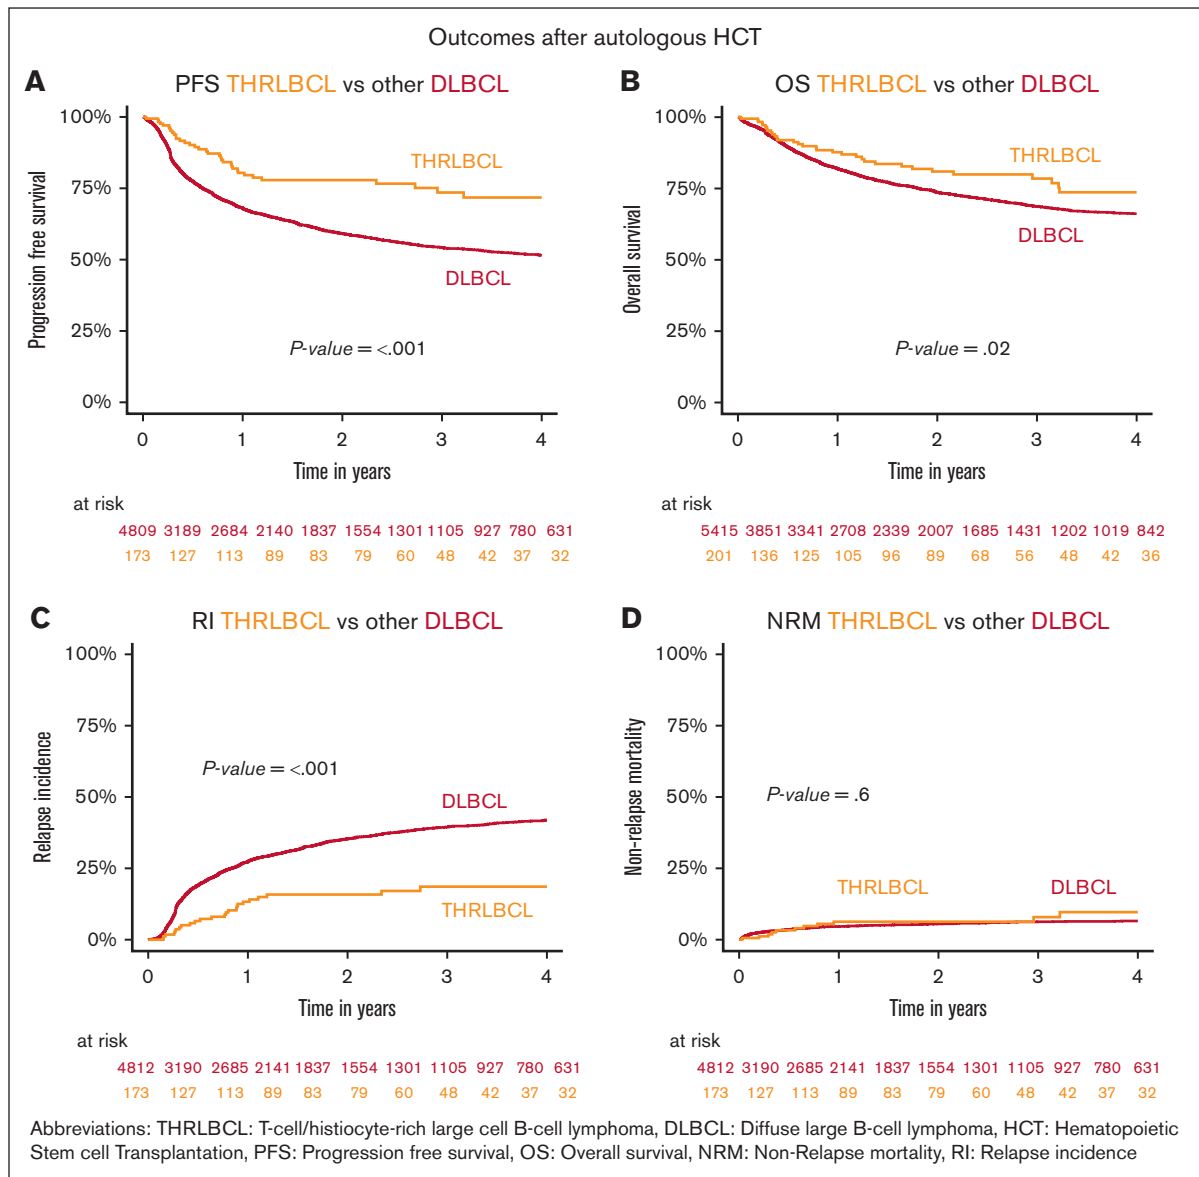 Outcomes after autologous HCT
A
PFS THRLBCL vs other DLBCL
100%
75%
50%
25%
0%
Progression free survival
THRLBCL
DLBCL
P-value = <.001
0 1 2 3 4
Time in years
at risk
4809 3189 2684 2140 1837 1554 1301 1105 927 780 631
173 127 113 89 83 79 60 48 42 37 32
B
OS THRLBCL vs other DLBCL
100%
75%
50%
25%
0%
Overall survival
THRLBCL
DLBCL
P-value = .02
0 1 2 3 4
Time in years
at risk
5415 3851 3341 2708 2339 2007 1685 1431 1202 1019 842
201 136 125 105 96 89 68 56 48 42 36
C
RI THRLBCL vs other DLBCL
100%
75%
50%
25%
0%
Relapse incidence
P-value = <.001
DLBCL
THRLBCL
0 1 2 3 4
Time in years
at risk
4812 3190 2685 2141 1837 1554 1301 1105 927 780 631
173 127 113 89 83 79 60 48 42 37 32
D
NRM THRLBCL vs other DLBCL
100%
75%
50%
25%
0%
Non-relapse mortality
P-value = .6
THRLBCL
DLBCL
0 1 2 3 4
Time in years
at risk
4812 3190 2685 2141 1837 1554 1301 1105 927 780 631
173 127 113 89 83 79 60 48 42 37 32
Abbreviations: THRLBCL: T-cell/histiocyte-rich large cell B-cell lymphoma, DLBCL: Diffuse large B-cell lymphoma, HCT: Hematopoietic
Stem cell Transplantation, PFS: Progression free survival, OS: Overall survival, NRM: Non-Relapse mortality, RI: Relapse incidence